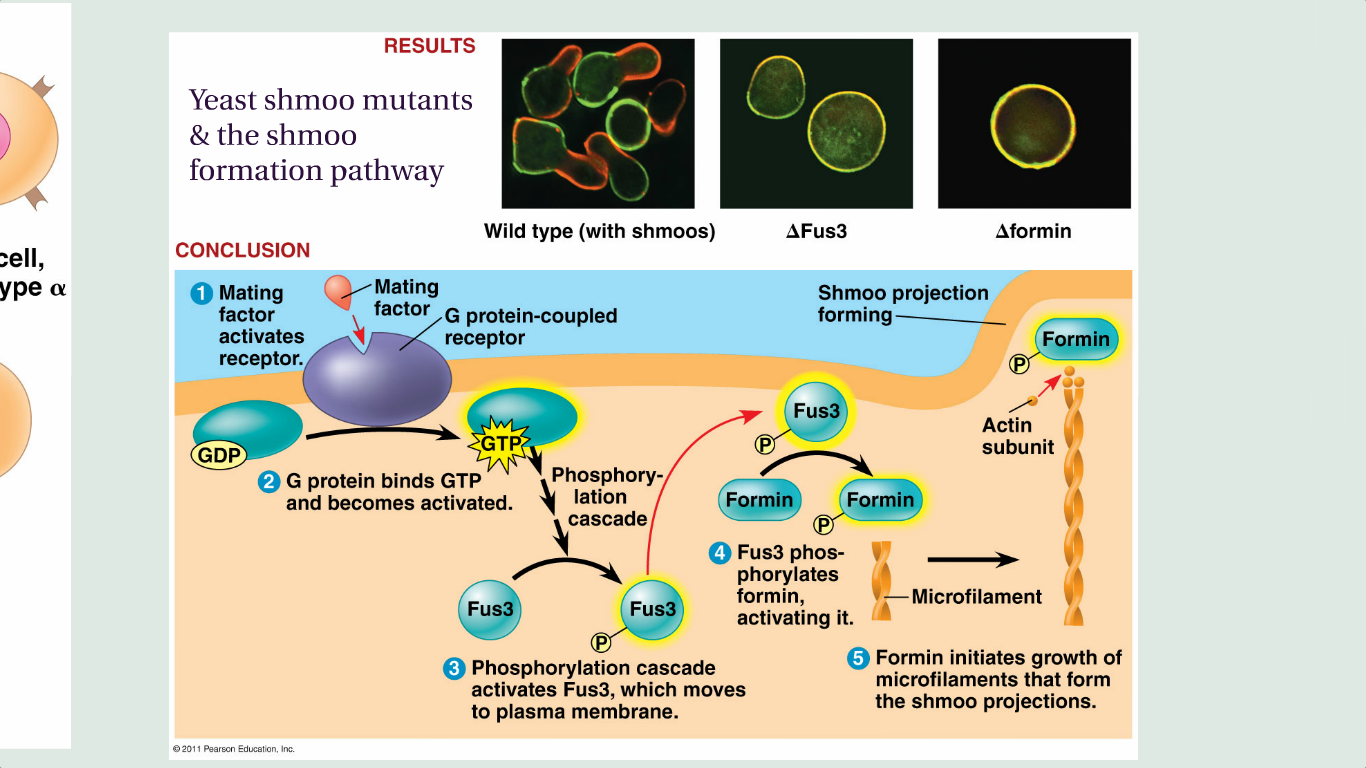 cell,
ype α
RESULTS
Yeast shmoo mutants
& the shmoo
formation pathway
Wild type (with shmoos)
ΔFus3
Δformin
CONCLUSION
1 Mating
factor
activates
receptor.
Mating
factor
G protein-coupled
receptor
Shmoo projection
forming
Formin
P
Actin
subunit
GDP
GTP
2 G protein binds GTP
and becomes activated.
Phosphory-
lation
cascade
Fus3
P
Formin
Formin
P
4 Fus3 phos-
phorylates
formin,
activating it.
Microfilament
Fus3
Fus3
P
3 Phosphorylation cascade
activates Fus3, which moves
to plasma membrane.
5 Formin initiates growth of
microfilaments that form
the shmoo projections.
© 2011 Pearson Education, Inc.